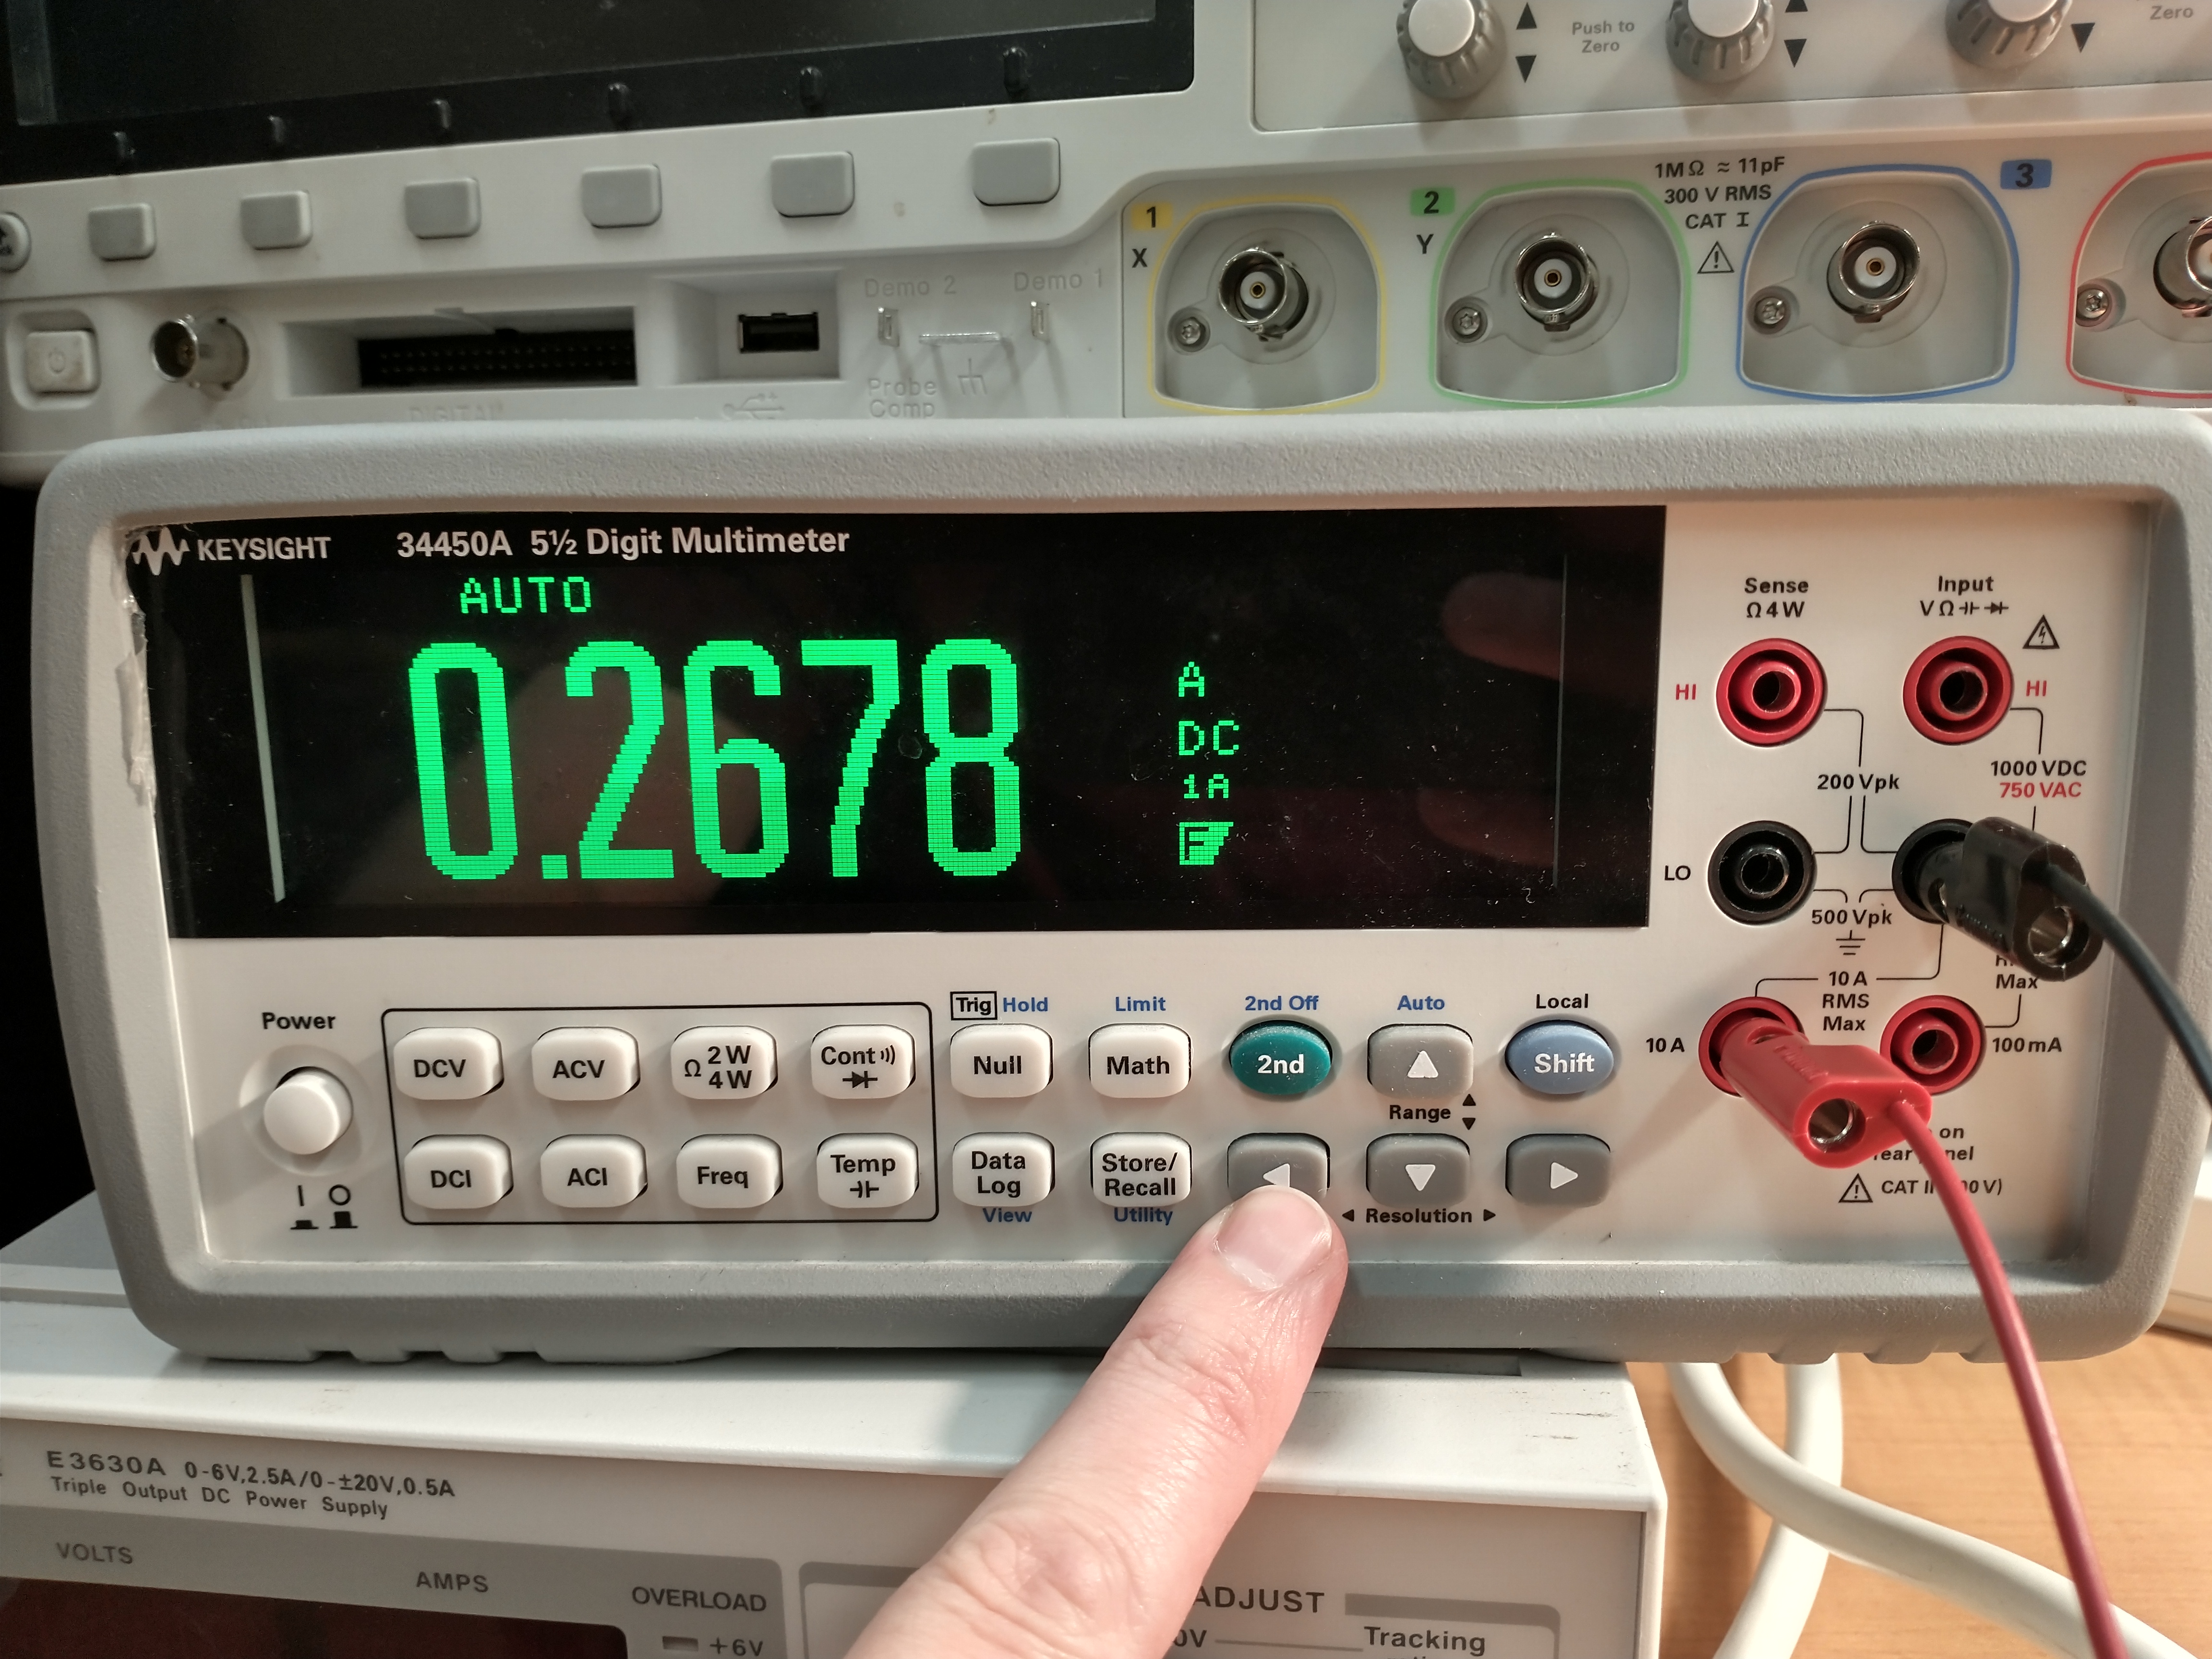 Push to
Zero
Zero
1MΩ ≈ 11pF
300 V RMS
CAT I
1
X
2
Y
3
Demo 2
Demo 1
Probe
Comp
DIGITAL
KEYSIGHT
34450A 5½ Digit Multimeter
AUTO
0.2678
A
DC
1A
F
Sense
Ω 4W
Input
V Ω
HI
HI
200 Vpk
1000 VDC
750 VAC
LO
500 Vpk
Max
10 A
RMS
Max
10 A
100 mA
on
CAT II
Power
I O
DCV
ACV
Ω 2W
4W
Cont
DCI
ACI
Freq
Temp
Trig Hold
Null
Limit
Math
2nd Off
2nd
Auto
Local
Shift
Range
Data
Log
View
Store/
Recall
Utility
Resolution
E3630A 0-6V,2.5A/0-±20V,0.5A
Triple Output DC Power Supply
VOLTS
AMPS
OVERLOAD
+6V
ADJUST
Tracking